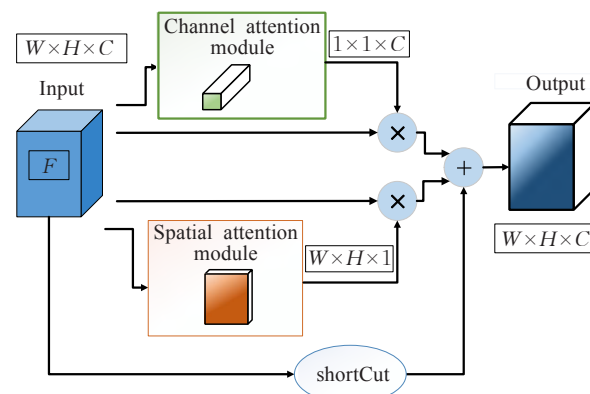 W×H×C
Input
F
Channel attention
module
1×1×C
×
×
+
Output
W×H×C
Spatial attention
module
W×H×1
shortCut